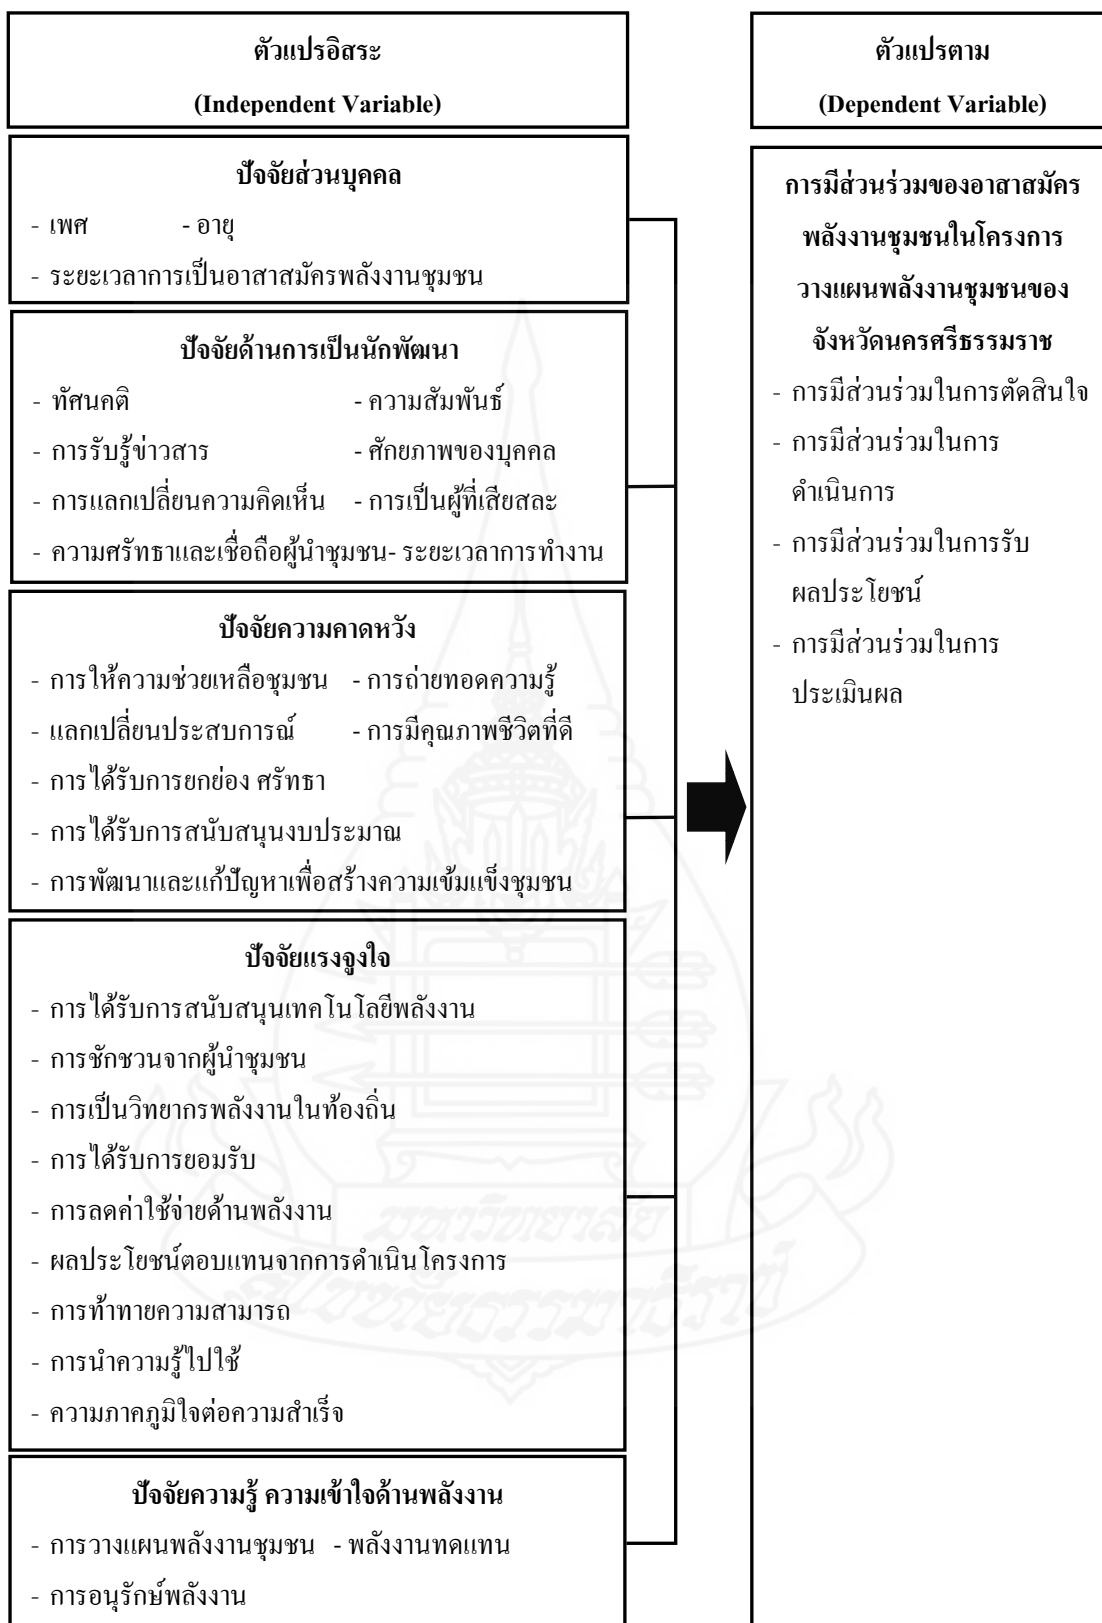 ตัวแปรอิสระ
(Independent Variable)
ปัจจัยส่วนบุคคล
- เพศ - อายุ
- ระยะเวลาการเป็นอาสาสมัครพลังงานชุมชน
ปัจจัยด้านการเป็นนักพัฒนา
- ทัศนคติ - ความสัมพันธ์
- การรับรู้ข่าวสาร - ศักยภาพของบุคคล
- การแลกเปลี่ยนความคิดเห็น - การเป็นผู้ที่เสียสละ
- ความศรัทธาและเชื่อถือผู้นำชุมชน- ระยะเวลาการทำงาน
ปัจจัยความคาดหวัง
- การให้ความช่วยเหลือชุมชน - การถ่ายทอดความรู้
- แลกเปลี่ยนประสบการณ์ - การมีคุณภาพชีวิตที่ดี
- การได้รับการยกย่อง ศรัทธา
- การได้รับการสนับสนุนงบประมาณ
- การพัฒนาและแก้ปัญหาเพื่อสร้างความเข้มแข็งชุมชน
ปัจจัยแรงจูงใจ
- การได้รับการสนับสนุนเทคโนโลยีพลังงาน
- การชักชวนจากผู้นำชุมชน
- การเป็นวิทยากรพลังงานในท้องถิ่น
- การได้รับการยอมรับ
- การลดค่าใช้จ่ายด้านพลังงาน
- ผลประโยชน์ตอบแทนจากการดำเนินโครงการ
- การท้าทายความสามารถ
- การนำความรู้ไปใช้
- ความภาคภูมิใจต่อความสำเร็จ
ปัจจัยความรู้ ความเข้าใจด้านพลังงาน
- การวางแผนพลังงานชุมชน - พลังงานทดแทน
- การอนุรักษ์พลังงาน
ตัวแปรตาม
(Dependent Variable)
การมีส่วนร่วมของอาสาสมัคร
พลังงานชุมชนในโครงการ
วางแผนพลังงานชุมชนของ
จังหวัดนครศรีธรรมราช
- การมีส่วนร่วมในการตัดสินใจ
- การมีส่วนร่วมในการ
ดำเนินการ
- การมีส่วนร่วมในการรับ
ผลประโยชน์
- การมีส่วนร่วมในการ
ประเมินผล
มหาวิทยาลัย
สุโขทัยธรรมาธิราช